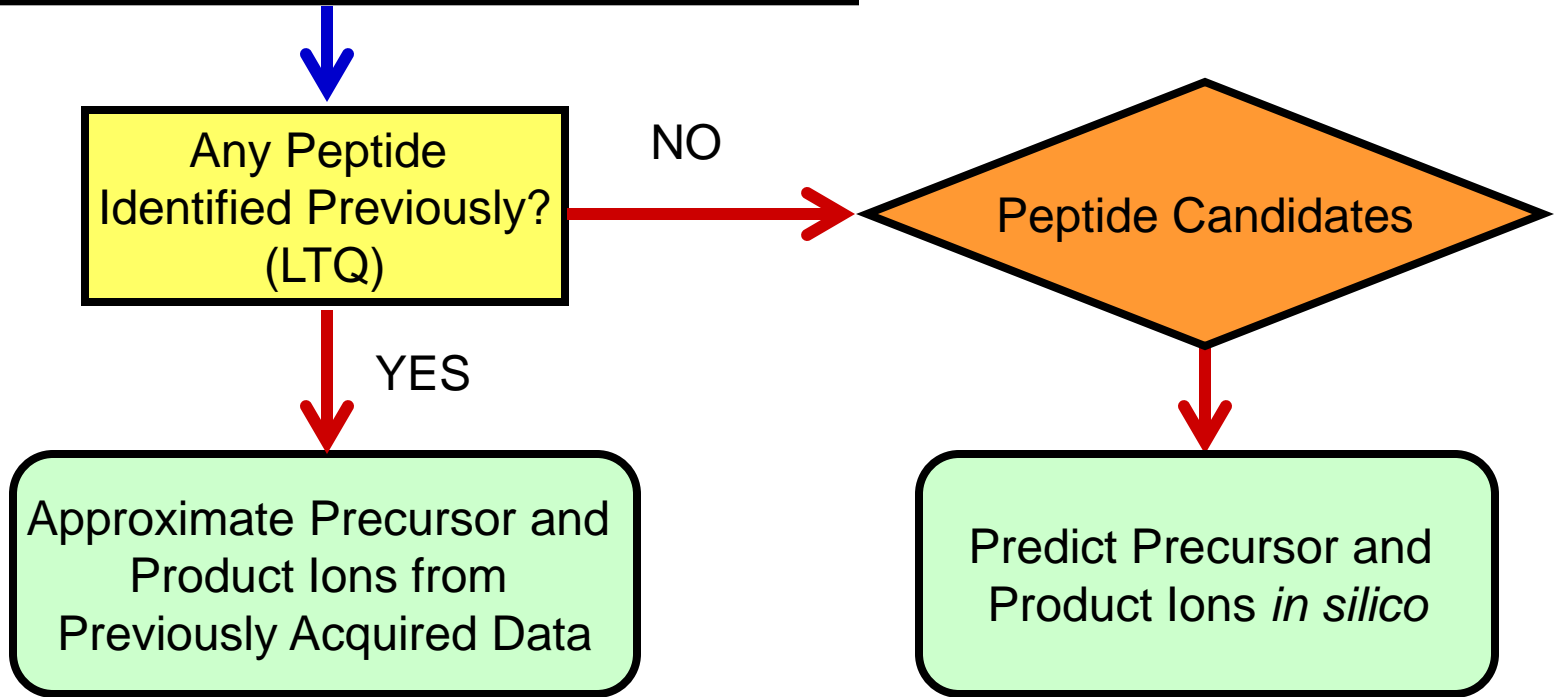 Any Peptide
Identified Previously?
(LTQ)
NO
Peptide Candidates
YES
Approximate Precursor and
Product Ions from
Previously Acquired Data
Predict Precursor and
Product Ions in silico